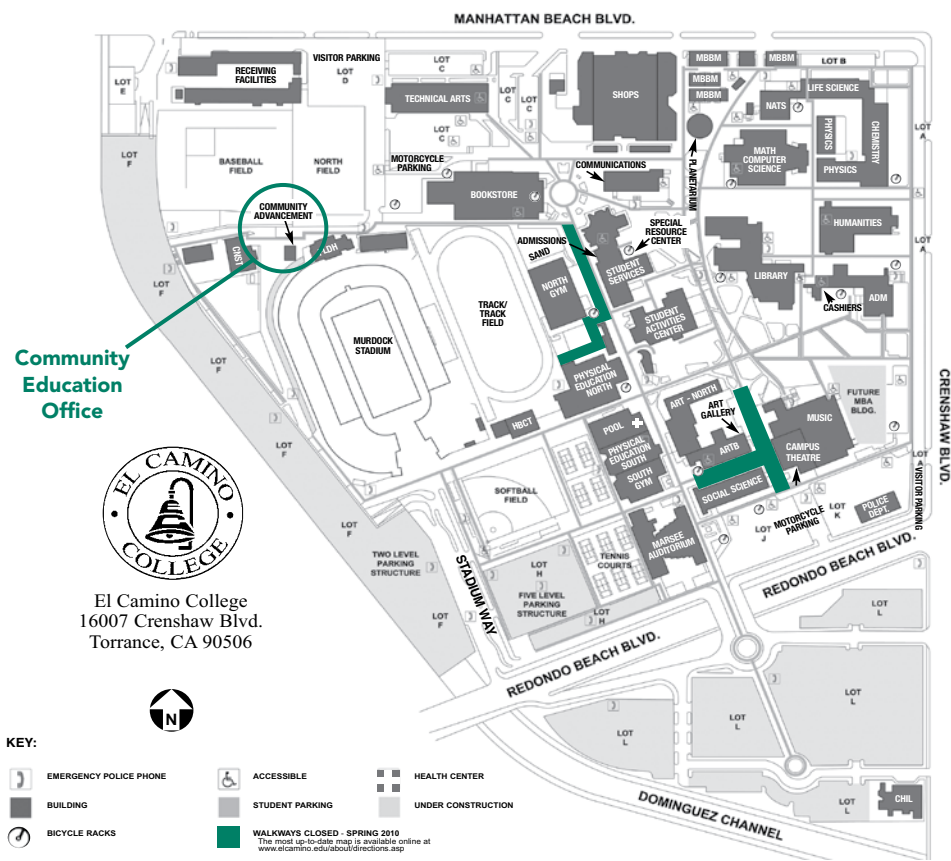 MANHATTAN BEACH BLVD.
LOT
E
RECEIVING
FACILITIES
VISITOR PARKING
LOT
D
LOT
C
TECHNICAL ARTS
LOT
C
LOT
C
LOT
C
SHOPS
MBBM
MBBM
MBBM
MBBM
LOT B
LIFE SCIENCE
NATS
PHYSICS
CHEMISTRY
PHYSICS
MATH
COMPUTER
SCIENCE
LOT
A
PLANETARIUM
LOT
F
BASEBALL
FIELD
NORTH
FIELD
MOTORCYCLE
PARKING
COMMUNICATIONS
BOOKSTORE
COMMUNITY
ADVANCEMENT
CNST
FLDH
ADMISSIONS
SAND
SPECIAL
RESOURCE
CENTER
STUDENT
SERVICES
HUMANITIES
LOT
A
LIBRARY
CASHIERS
ADM
LOT
F
NORTH
GYM
TRACK/
TRACK
FIELD
STUDENT
ACTIVITIES
CENTER
MURDOCK
STADIUM
Community
Education
Office
LOT
F
PHYSICAL
EDUCATION
NORTH
ART - NORTH
ART
GALLERY
MUSIC
FUTURE
MBA
BLDG.
CRENSHAW BLVD.
HBCT
POOL
PHYSICAL
EDUCATION
SOUTH
SOUTH
GYM
ARTB
CAMPUS
THEATRE
LOT
F
LOT
A
VISITOR PARKING
SOCIAL SCIENCE
SOFTBALL
FIELD
MOTORCYCLE
PARKING
LOT
J
LOT
K
POLICE
DEPT.
EL CAMINO
COLLEGE
LOT
F
TWO LEVEL
PARKING
STRUCTURE
STADIUM WAY
MARSEE
AUDITORIUM
TENNIS
COURTS
LOT
H
FIVE LEVEL
PARKING
STRUCTURE
LOT
H
LOT
F
REDONDO BEACH BLVD.
LOT
L
El Camino College
16007 Crenshaw Blvd.
Torrance, CA 90506
REDONDO BEACH BLVD.
LOT
L
LOT
L
LOT
L
LOT
L
CHIL
DOMINGUEZ CHANNEL
N
KEY:
EMERGENCY POLICE PHONE
ACCESSIBLE
HEALTH CENTER
BUILDING
STUDENT PARKING
UNDER CONSTRUCTION
BICYCLE RACKS
WALKWAYS CLOSED - SPRING 2010
The most up-to-date map is available online at
www.elcamino.edu/about/directions.asp